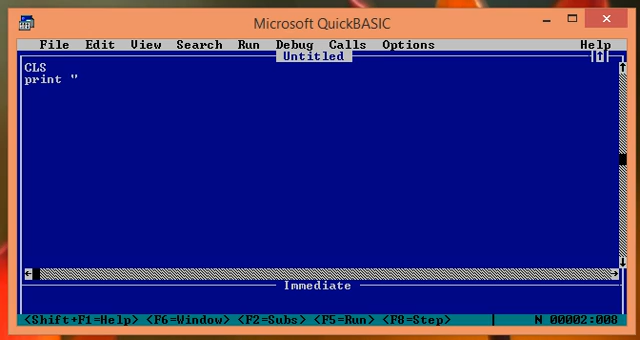 Microsoft QuickBASIC
File Edit View Search Run Debug Calls Options Help
Untitled
CLS
print "
Immediate
<Shift+F1=Help> <F6=Window> <F2=Subs> <F5=Run> <F8=Step> N 00002:008